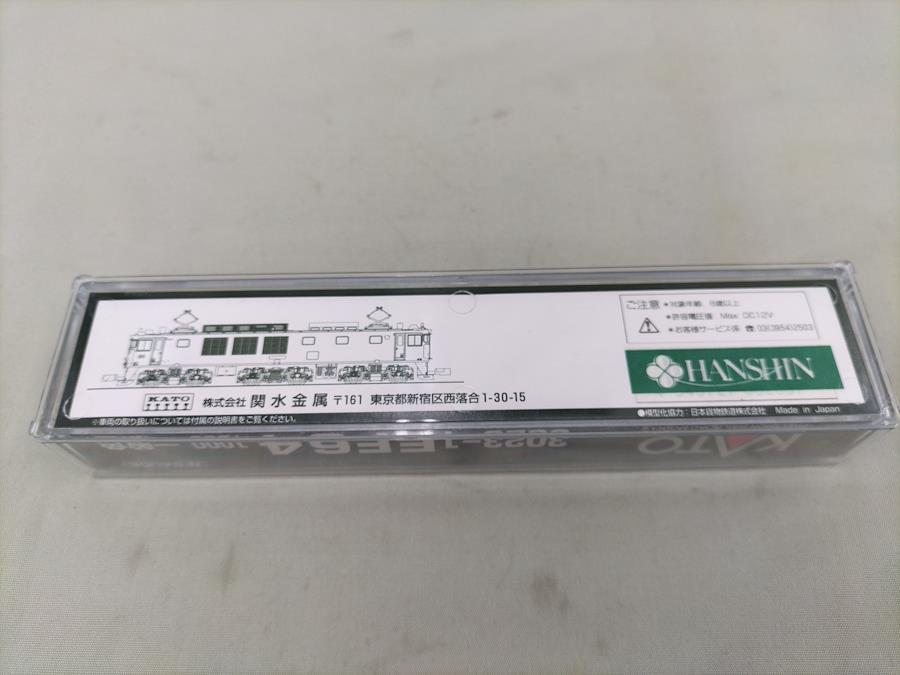 ご注意 ●対象年齢 8歳以上
●許容電圧値 Max DC12V
●お客様サービス係 ☎ 03(3954)2503
HANSHIN
KATO 株式会社 関水金属 〒161 東京都新宿区西落合1-30-15
●模型化協力:日本貨物鉄道株式会社 Made in Japan
※車両の取り扱いについては付属の説明書をご覧ください。
KATO
3023-1 EF64 1000